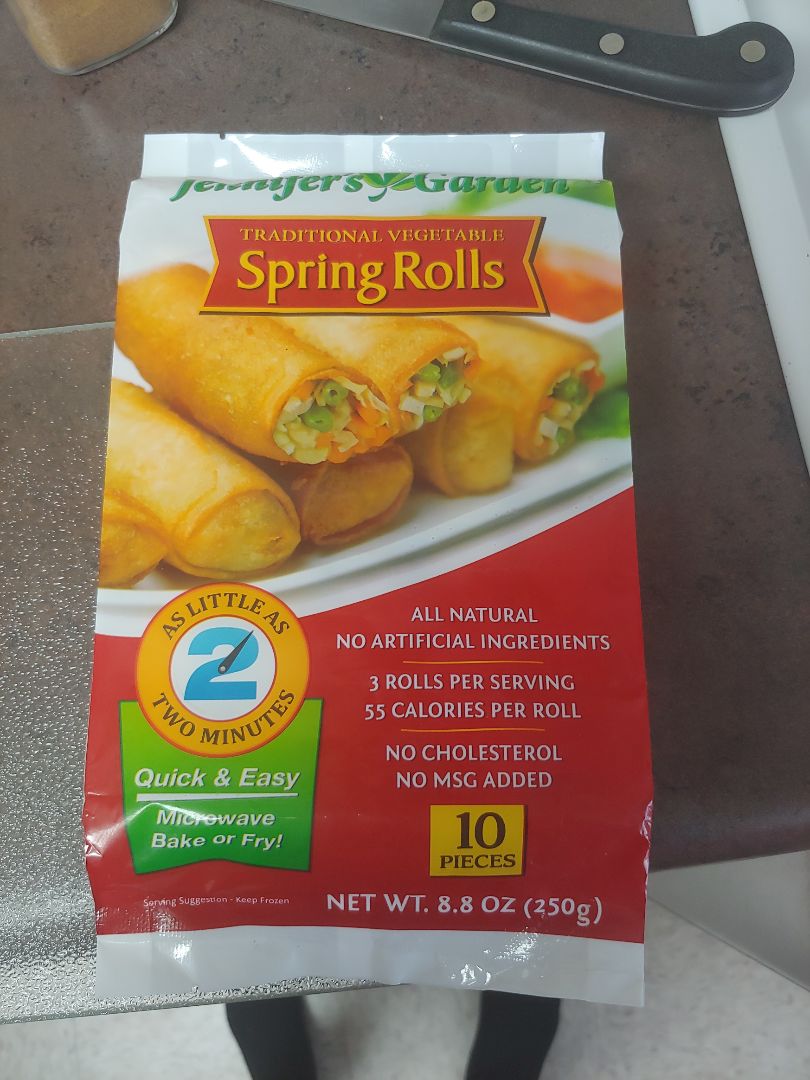 Jennifer's Garden
TRADITIONAL VEGETABLE
Spring Rolls
AS LITTLE AS
2
TWO MINUTES
Quick & Easy
Microwave
Bake or Fry!
ALL NATURAL
NO ARTIFICIAL INGREDIENTS
3 ROLLS PER SERVING
55 CALORIES PER ROLL
NO CHOLESTEROL
NO MSG ADDED
10
PIECES
Serving Suggestion - Keep Frozen
NET WT. 8.8 OZ (250g)